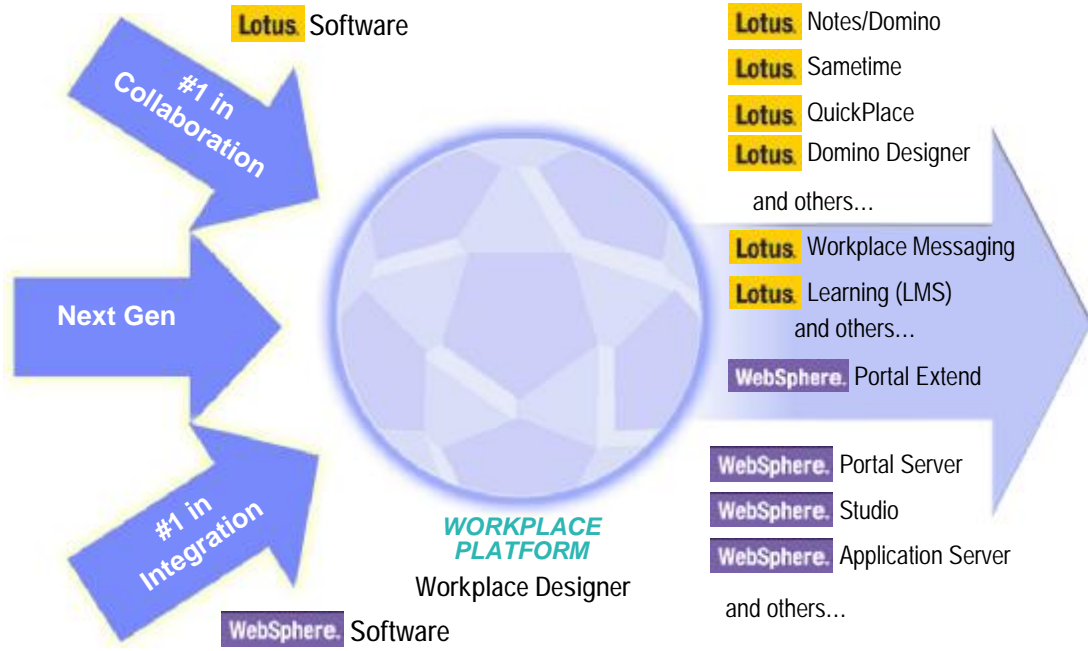 Lotus. Software
#1 in
Collaboration
Next Gen
#1 in
Integration
WebSphere. Software
WORKPLACE
PLATFORM
Workplace Designer
Lotus. Notes/Domino
Lotus. Sametime
Lotus. QuickPlace
Lotus. Domino Designer
and others...
Lotus. Workplace Messaging
Lotus. Learning (LMS)
and others...
WebSphere. Portal Extend
WebSphere. Portal Server
WebSphere. Studio
WebSphere. Application Server
and others...